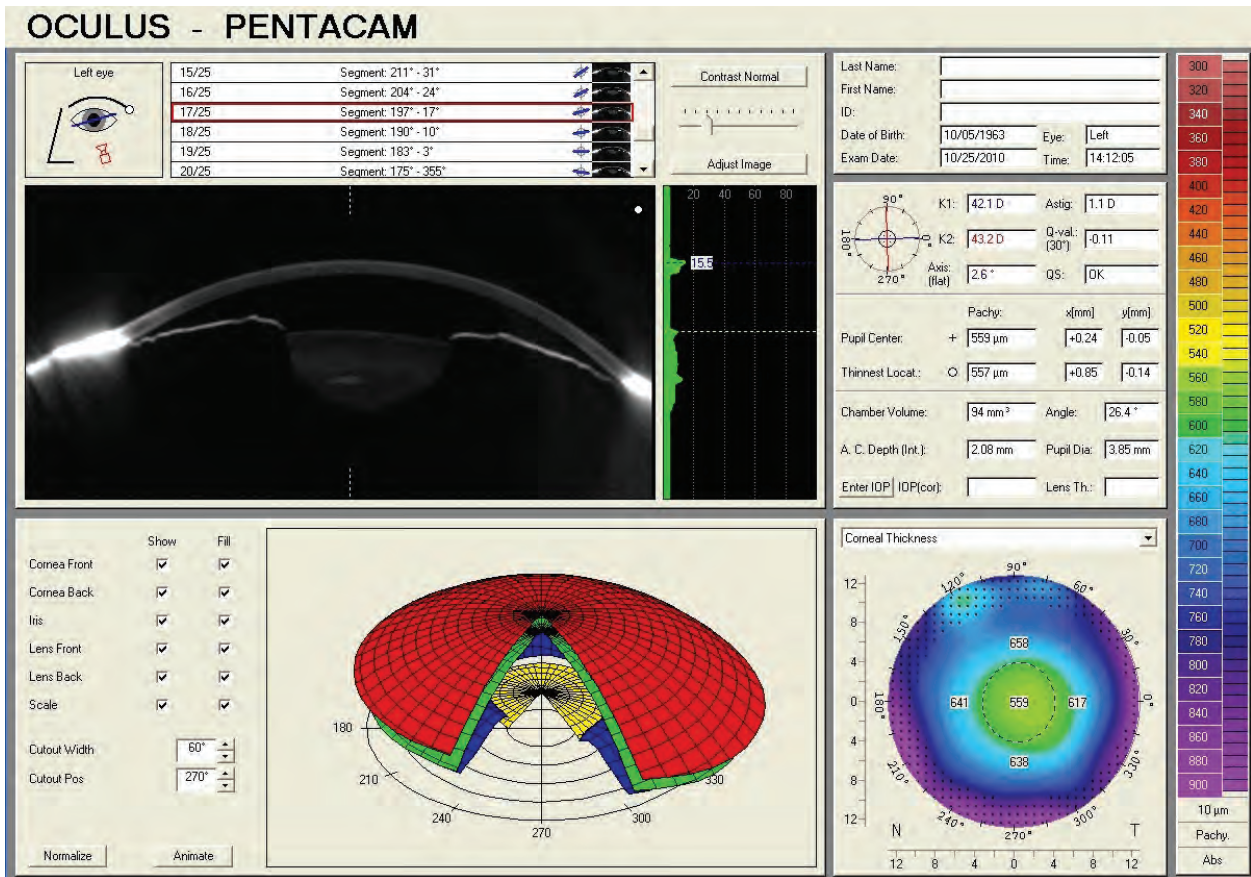 OCULUS - PENTACAM
Left eye
15/25 Segment: 211° - 31°
16/25 Segment: 204° - 24°
17/25 Segment: 197° - 17°
18/25 Segment: 190° - 10°
19/25 Segment: 183° - 3°
20/25 Segment: 175° - 355°
Contrast Normal
Adjust Image
20 40 60 80
15.5
Last Name:
First Name:
ID:
Date of Birth: 10/05/1963 Eye: Left
Exam Date: 10/25/2010 Time: 14:12:05
90°
180°
0°
270°
K1: 42.1 D Astig: 1.1 D
K2: 43.2 D Q-val.: (30°) -0.11
Axis: (flat) 2.6 ° QS: OK
Pachy: x[mm] y[mm]
Pupil Center: + 559 µm +0.24 -0.05
Thinnest Locat.: O 557 µm +0.85 -0.14
Chamber Volume: 94 mm³ Angle: 26.4 °
A. C. Depth (Int.): 2.08 mm Pupil Dia: 3.85 mm
Enter IOP IOP(cor): Lens Th.:
Show Fill
Cornea Front
Cornea Back
Iris
Lens Front
Lens Back
Scale
Cutout Width 60°
Cutout Pos 270°
Normalize Animate
180
210
240
270
300
330
Corneal Thickness
12
8
4
0
4
8
12
90°
120°
60°
150°
30°
180°
0°
210°
330°
240°
300°
270°
658
641 559 617
638
N T
12 8 4 0 4 8 12
300
320
340
360
380
400
420
440
460
480
500
520
540
560
580
600
620
640
660
680
700
720
740
760
780
800
820
840
860
880
900
10 µm
Pachy.
Abs